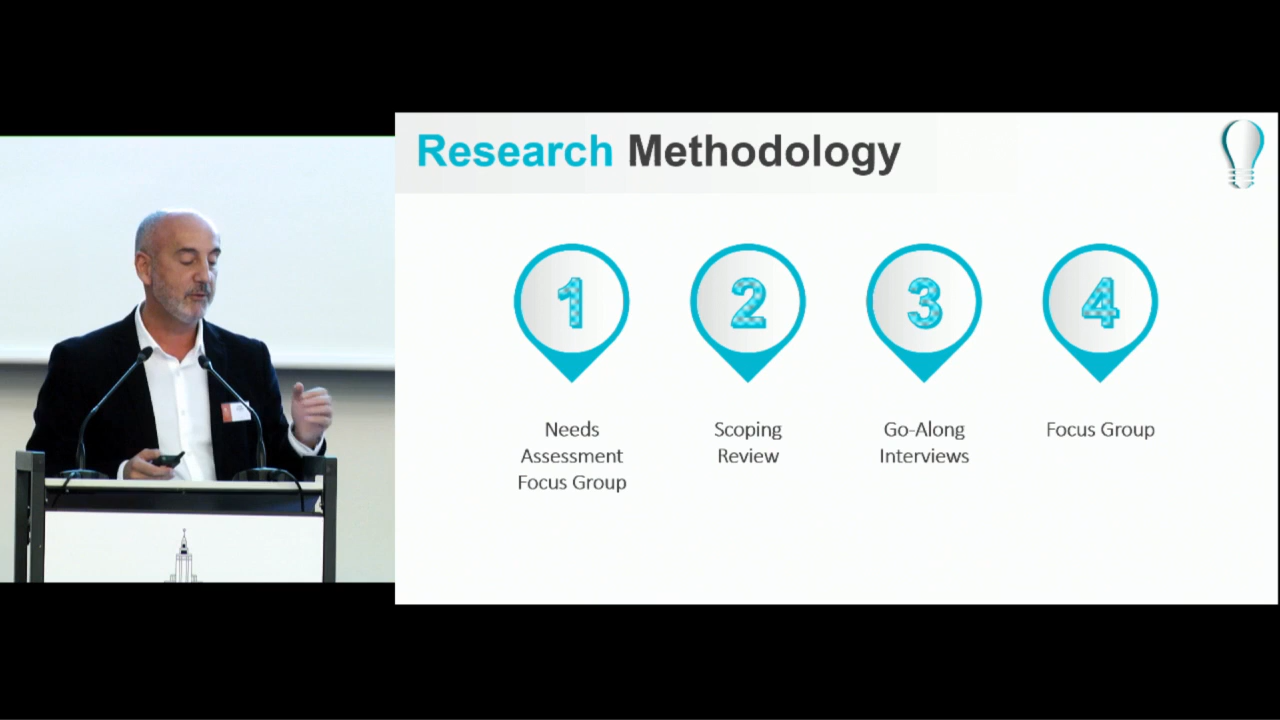 Research Methodology
1
2
3
4
Needs
Assessment
Focus Group
Scoping
Review
Go-Along
Interviews
Focus Group